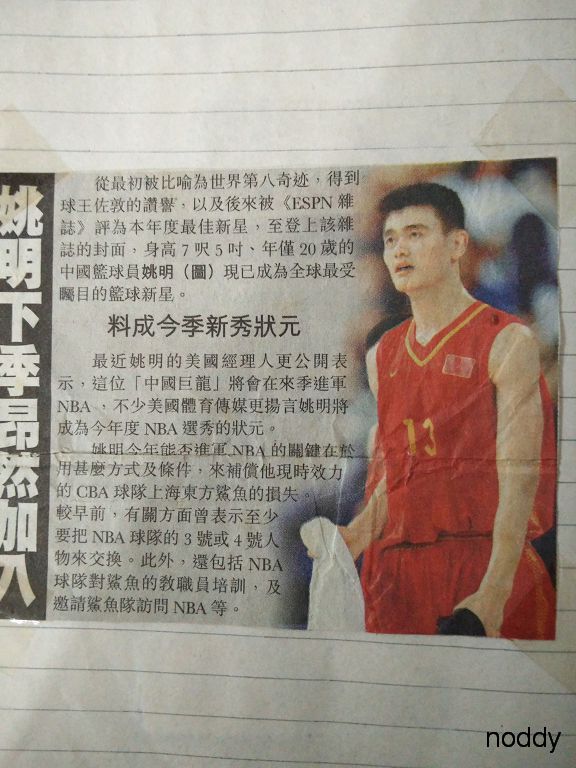 姚明下季昂然加入
從最初被比喻為世界第八奇迹，得到
球王佐敦的讚譽，以及後來被《ESPN 雜
誌》評為本年度最佳新星，至登上該雜
誌的封面，身高 7 呎 5 吋、年僅 20 歲的
中國籃球員姚明（圖）現已成為全球最受
矚目的籃球新星。
料成今季新秀狀元
最近姚明的美國經理人更公開表
示，這位「中國巨龍」將會在來季進軍
NBA，不少美國體育傳媒更揚言姚明將
成為今年度 NBA 選秀的狀元。
姚明今年能否進軍 NBA 的關鍵在於
用甚麼方式及條件，來補償他現時效力
的 CBA 球隊上海東方鯊魚的損失。
較早前，有關方面曾表示至少
要把 NBA 球隊的 3 號或 4 號人
物來交換。此外，還包括 NBA
球隊對鯊魚的教職員培訓，及
邀請鯊魚隊訪問 NBA 等。
13
noddy